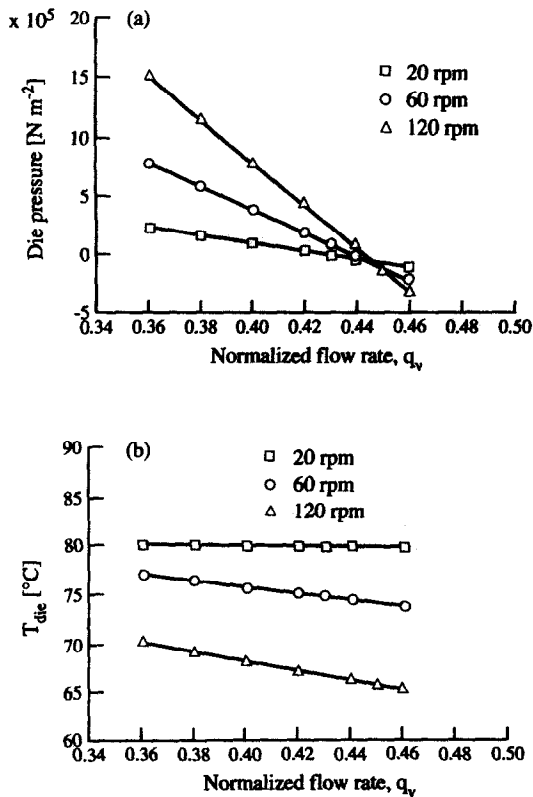 x 10⁵
(a)
20
15
10
5
0
-5
Die pressure [N m⁻²]
20 rpm
60 rpm
120 rpm
0.34 0.36 0.38 0.40 0.42 0.44 0.46 0.48 0.50
Normalized flow rate, qᵥ
(b)
90
85
80
75
70
65
60
T_die [°C]
20 rpm
60 rpm
120 rpm
0.34 0.36 0.38 0.40 0.42 0.44 0.46 0.48 0.50
Normalized flow rate, qᵥ